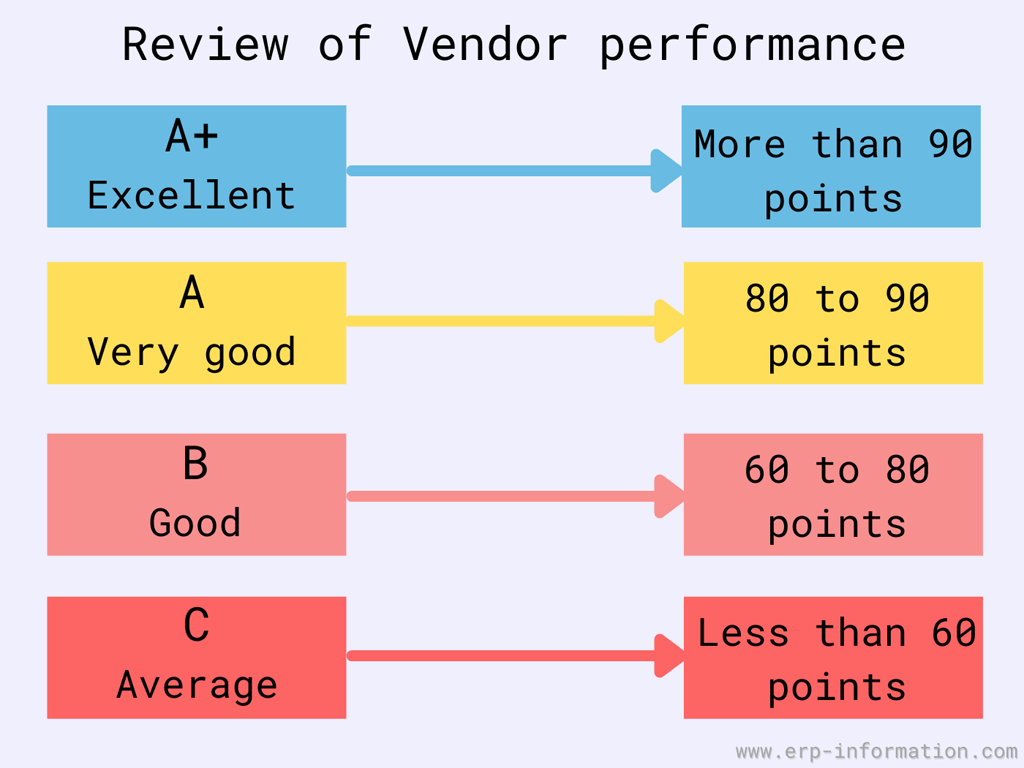 Review of Vendor performance
A+
Excellent
More than 90
points
A
Very good
80 to 90
points
B
Good
60 to 80
points
C
Average
Less than 60
points
www.erp-information.com